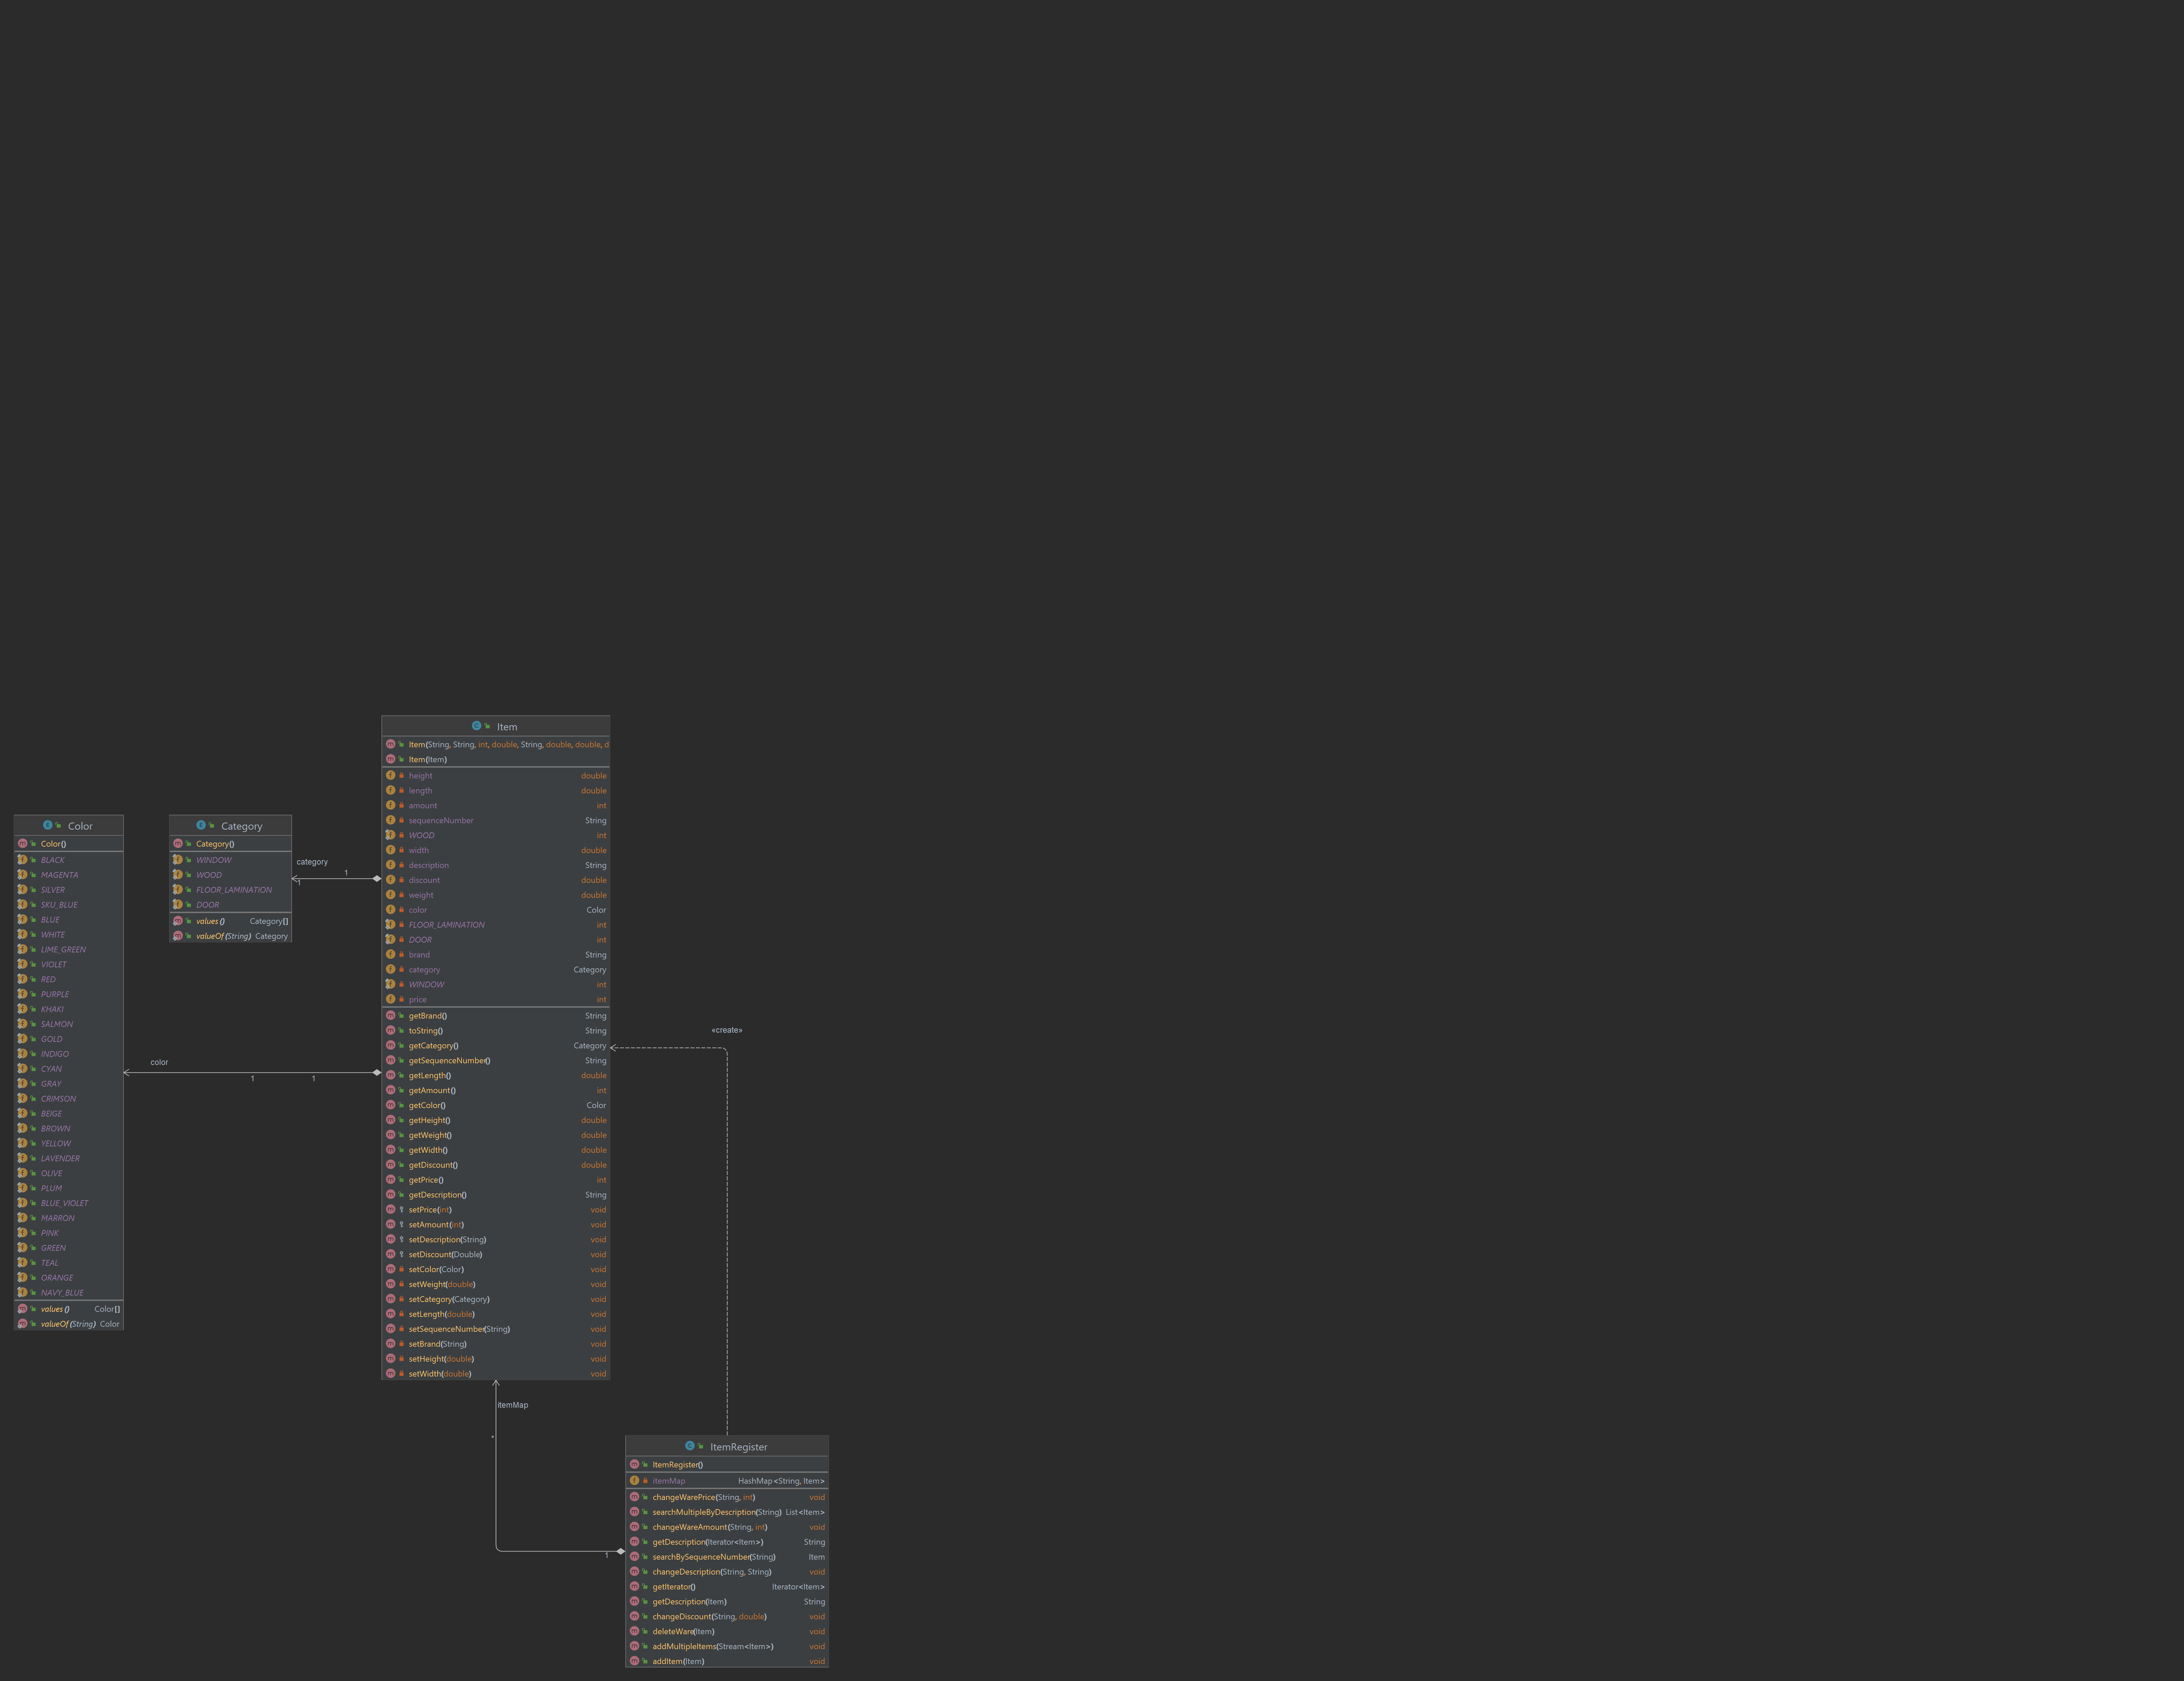 Item
Item(String, String, int, double, String, double, double, d
Item(Item)
height double
length double
amount int
sequenceNumber String
WOOD int
width double
description String
discount double
weight double
color Color
FLOOR_LAMINATION int
DOOR int
brand String
category Category
WINDOW int
price int
getBrand() String
toString() String
getCategory() Category
getSequenceNumber() String
getLength() double
getAmount() int
getColor() Color
getHeight() double
getWeight() double
getWidth() double
getDiscount() double
getPrice() int
getDescription() String
setPrice(int) void
setAmount(int) void
setDescription(String) void
setDiscount(Double) void
setColor(Color) void
setWeight(double) void
setCategory(Category) void
setLength(double) void
setSequenceNumber(String) void
setBrand(String) void
setHeight(double) void
setWidth(double) void
Color
Color()
BLACK
MAGENTA
SILVER
SKU_BLUE
BLUE
WHITE
LIME_GREEN
VIOLET
RED
PURPLE
KHAKI
SALMON
GOLD
INDIGO
CYAN
GRAY
CRIMSON
BEIGE
BROWN
YELLOW
LAVENDER
OLIVE
PLUM
BLUE_VIOLET
MARRON
PINK
GREEN
TEAL
ORANGE
NAVY_BLUE
values() Color[]
valueOf(String) Color
Category
Category()
WINDOW
WOOD
FLOOR_LAMINATION
DOOR
values() Category[]
valueOf(String) Category
category
1
1
color
1
1
«create»
itemMap
*
1
ItemRegister
ItemRegister()
itemMap HashMap<String, Item>
changeWarePrice(String, int) void
searchMultipleByDescription(String) List<Item>
changeWareAmount(String, int) void
getDescription(Iterator<Item>) String
searchBySequenceNumber(String) Item
changeDescription(String, String) void
getIterator() Iterator<Item>
getDescription(Item) String
changeDiscount(String, double) void
deleteWare(Item) void
addMultipleItems(Stream<Item>) void
addItem(Item) void